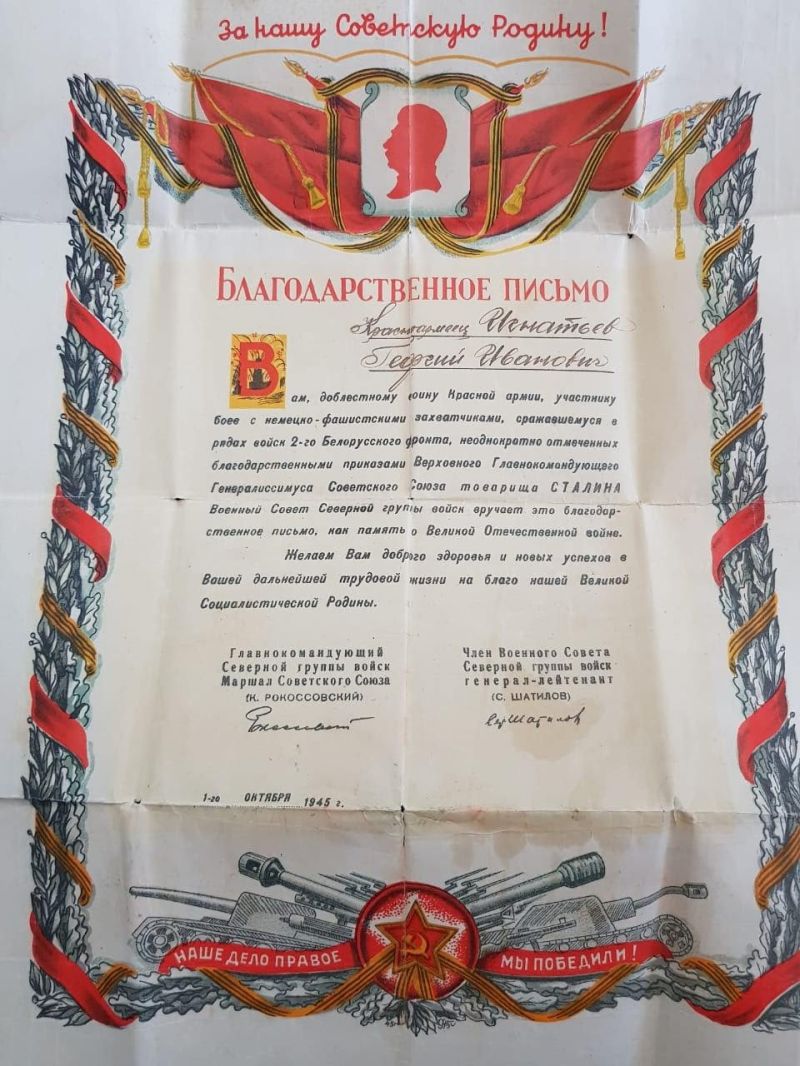 За нашу Советскую Родину!
БЛАГОДАРСТВЕННОЕ ПИСЬМО
Красноармеец Игнатьев
Георгий Иванович
Вам, доблестному воину Красной армии, участнику
боев с немецко-фашистскими захватчиками, сражавшемуся в
рядах войск 2-го Белорусского фронта, неоднократно отмеченных
благодарственными приказами Верховного Главнокомандующего
Генералиссимуса Советского Союза товарища СТАЛИНА
Военный Совет Северной группы войск вручает это благодар-
ственное письмо, как память о Великой Отечественной войне.
Желаем Вам доброго здоровья и новых успехов в
Вашей дальнейшей трудовой жизни на благо нашей Великой
Социалистической Родины.
Главнокомандующий
Северной группы войск
Маршал Советского Союза
(К. РОКОССОВСКИЙ)
Член Военного Совета
Северной группы войск
генерал-лейтенант
(С. ШАТИЛОВ)
1-го ОКТЯБРЯ 1945 г.
НАШЕ ДЕЛО ПРАВОЕ
МЫ ПОБЕДИЛИ!